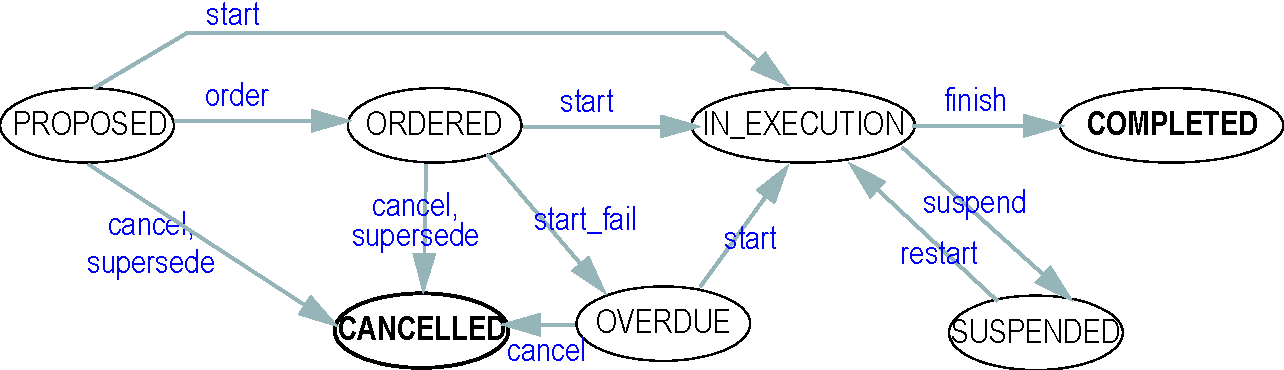 start
order
start
finish
PROPOSED
ORDERED
IN_EXECUTION
COMPLETED
cancel,
supersede
cancel,
supersede
start_fail
start
suspend
restart
CANCELLED
cancel
OVERDUE
SUSPENDED